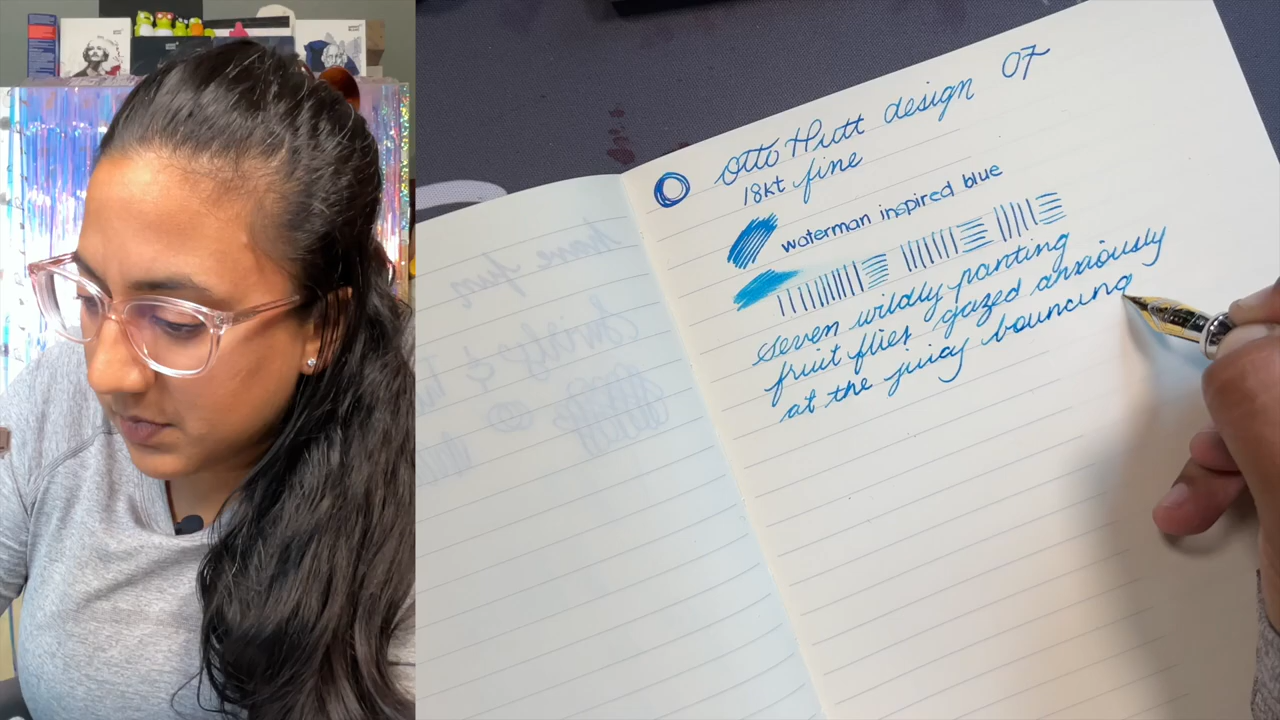 Otto Hutt design 07
18kt fine
waterman inspired blue
seven wildly panting
fruit flies gazed anxiously
at the juicy bouncing